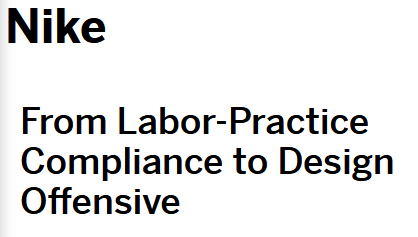 Nike
From Labor-Practice
Compliance to Design
Offensive